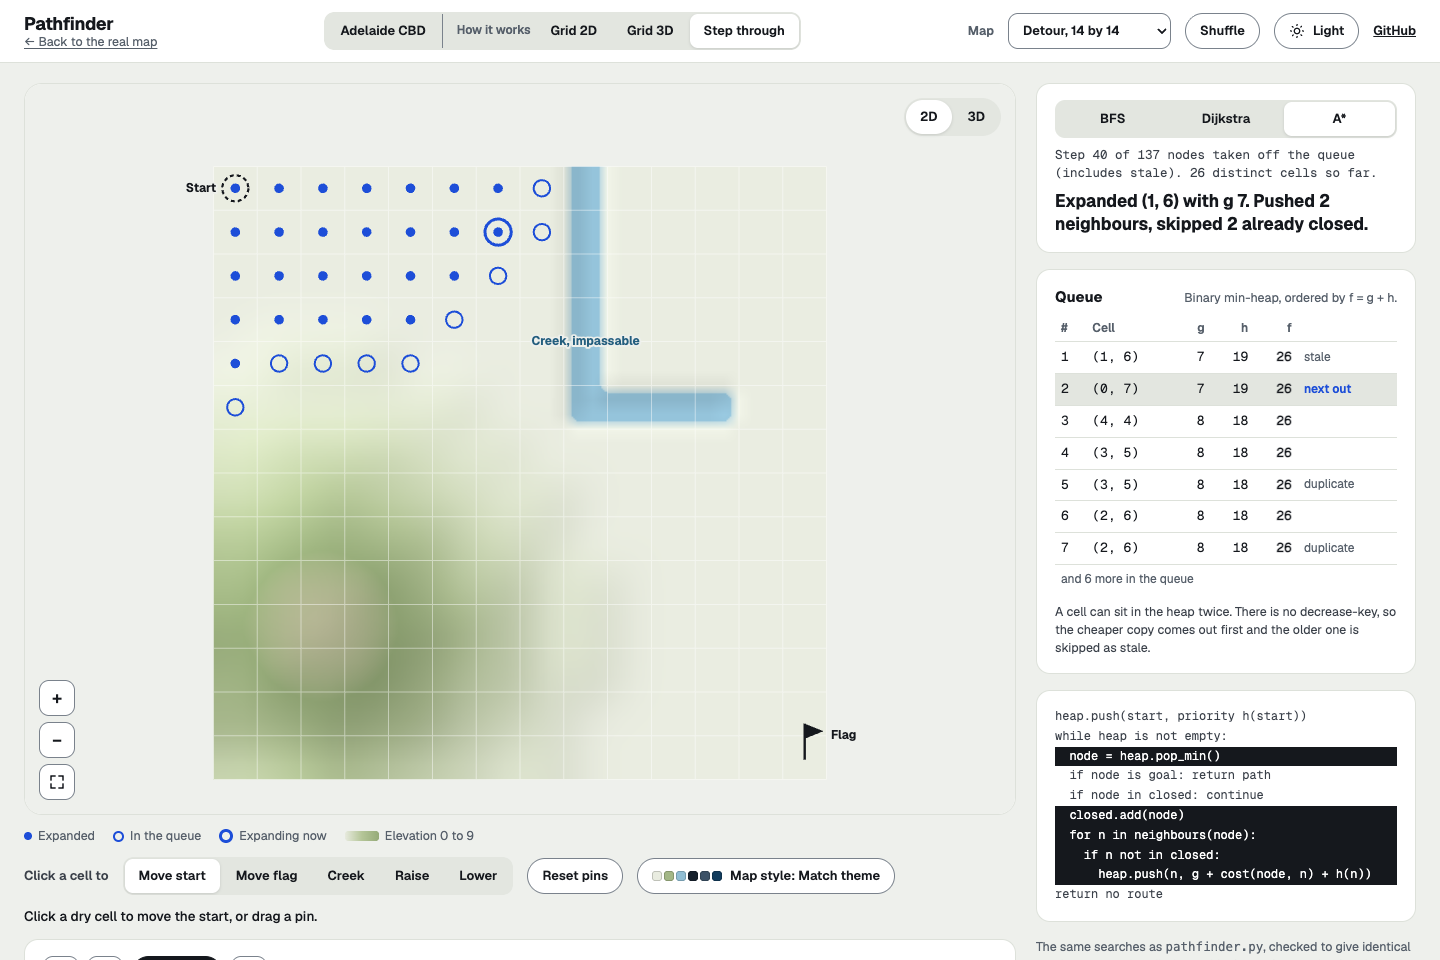 Pathfinder
← Back to the real map
Adelaide CBD
How it works
Grid 2D
Grid 3D
Step through
Map
Detour, 14 by 14
Shuffle
Light
GitHub
2D
3D
Start
Creek, impassable
Flag
+
−
Expanded
In the queue
Expanding now
Elevation 0 to 9
Click a cell to
Move start
Move flag
Creek
Raise
Lower
Reset pins
Map style: Match theme
Click a dry cell to move the start, or drag a pin.
BFS
Dijkstra
A*
Step 40 of 137 nodes taken off the queue
(includes stale). 26 distinct cells so far.
Expanded (1, 6) with g 7. Pushed 2
neighbours, skipped 2 already closed.
Queue
Binary min-heap, ordered by f = g + h.
# Cell g h f
1 (1, 6) 7 19 26 stale
2 (0, 7) 7 19 26 next out
3 (4, 4) 8 18 26
4 (3, 5) 8 18 26
5 (3, 5) 8 18 26 duplicate
6 (2, 6) 8 18 26
7 (2, 6) 8 18 26 duplicate
and 6 more in the queue
A cell can sit in the heap twice. There is no decrease-key, so
the cheaper copy comes out first and the older one is
skipped as stale.
heap.push(start, priority h(start))
while heap is not empty:
node = heap.pop_min()
if node is goal: return path
if node in closed: continue
closed.add(node)
for n in neighbours(node):
if n not in closed:
heap.push(n, g + cost(node, n) + h(n))
return no route
The same searches as pathfinder.py, checked to give identical